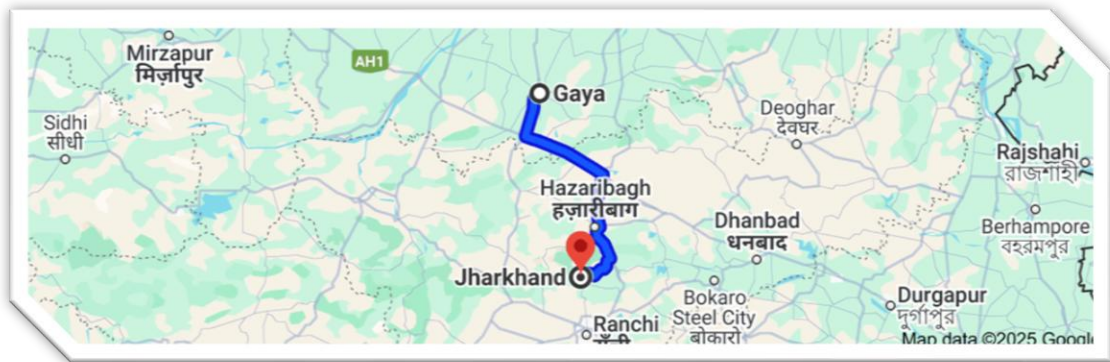 Mirzapur
मिर्ज़ापुर
AH1
Gaya
Sidhi
सीधी
Deoghar
देवघर
Rajshahi
রাজশাহী
Hazaribagh
हज़ारीबाग
Dhanbad
धनबाद
Berhampore
বহরমপুর
Jharkhand
Bokaro
Steel City
बोकारो
Durgapur
দুর্গাপুর
Ranchi
Map data ©2025 Google